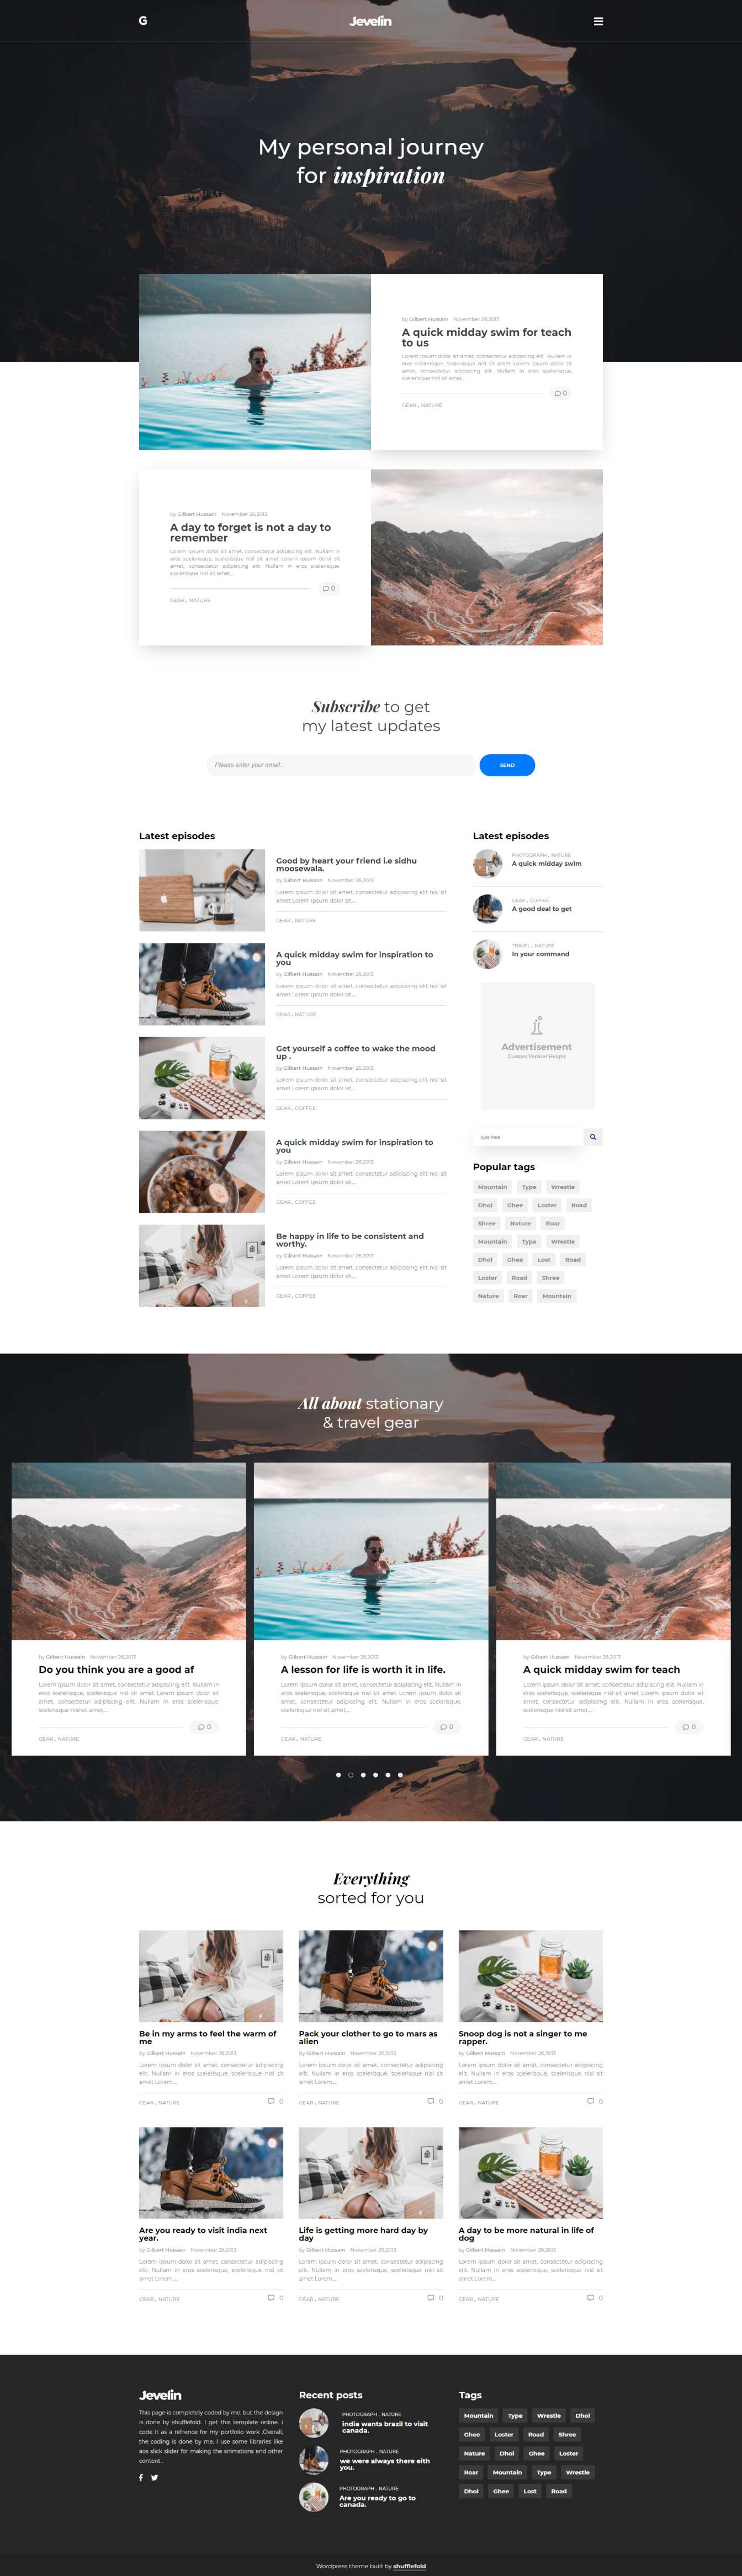 G
Jevelin
My personal journey
for inspiration
by Gilbert Hussain November 26,2013
A quick midday swim for teach
to us
Lorem ipsum dolor sit amet, consectetur adipiscing elit. Nullam in
eros scelerisque, scelerisque nisl sit amet Lorem ipsum dolor sit
amet, consectetur adipiscing elit. Nullam in eros scelerisque,
scelerisque nisl sit amet,...
0
GEAR , NATURE
by Gilbert Hussain November 26,2013
A day to forget is not a day to
remember
Lorem ipsum dolor sit amet, consectetur adipiscing elit. Nullam in
eros scelerisque, scelerisque nisl sit amet Lorem ipsum dolor sit
amet, consectetur adipiscing elit. Nullam in eros scelerisque,
scelerisque nisl sit amet,...
0
GEAR , NATURE
Subscribe to get
my latest updates
Please enter your email...
SEND
Latest episodes
Good by heart your friend i.e sidhu
moosewala.
by Gilbert Hussain November 26,2013
Lorem ipsum dolor sit amet, consectetur adipiscing elit nisl sit
amet Lorem ipsum dolor sit,...
GEAR , NATURE
A quick midday swim for inspiration to
you
by Gilbert Hussain November 26,2013
Lorem ipsum dolor sit amet, consectetur adipiscing elit nisl sit
amet Lorem ipsum dolor sit,...
GEAR , NATURE
Get yourself a coffee to wake the mood
up .
by Gilbert Hussain November 26,2013
Lorem ipsum dolor sit amet, consectetur adipiscing elit nisl sit
amet Lorem ipsum dolor sit,...
GEAR , COFFEE
A quick midday swim for inspiration to
you
by Gilbert Hussain November 26,2013
Lorem ipsum dolor sit amet, consectetur adipiscing elit nisl sit
amet Lorem ipsum dolor sit,...
GEAR , COFFEE
Be happy in life to be consistent and
worthy.
by Gilbert Hussain November 26,2013
Lorem ipsum dolor sit amet, consectetur adipiscing elit nisl sit
amet Lorem ipsum dolor sit,...
GEAR , COFFEE
Latest episodes
PHOTOGRAPH , NATURE
A quick midday swim
GEAR , COFFEE
A good deal to get
TRAVEL , NATURE
In your command
Advertisement
Custom Vertical Height
type here
Popular tags
Mountain Type Wrestle
Dhol Ghee Loster Road
Shree Nature Roar
Mountain Type Wrestle
Dhol Ghee Lost Road
Loster Road Shree
Nature Roar Mountain
All about stationary
& travel gear
by Gilbert Hussain November 26,2013
Do you think you are a good af
Lorem ipsum dolor sit amet, consectetur adipiscing elit. Nullam in
eros scelerisque, scelerisque nisl sit amet Lorem ipsum dolor sit
amet, consectetur adipiscing elit. Nullam in eros scelerisque,
scelerisque nisl sit amet,...
0
GEAR , NATURE
by Gilbert Hussain November 26,2013
A lesson for life is worth it in life.
Lorem ipsum dolor sit amet, consectetur adipiscing elit. Nullam in
eros scelerisque, scelerisque nisl sit amet Lorem ipsum dolor sit
amet, consectetur adipiscing elit. Nullam in eros scelerisque,
scelerisque nisl sit amet,...
0
GEAR , NATURE
by Gilbert Hussain November 26,2013
A quick midday swim for teach
Lorem ipsum dolor sit amet, consectetur adipiscing elit. Nullam in
eros scelerisque, scelerisque nisl sit amet Lorem ipsum dolor sit
amet, consectetur adipiscing elit. Nullam in eros scelerisque,
scelerisque nisl sit amet,...
0
GEAR , NATURE
Everything
sorted for you
Be in my arms to feel the warm of
me
by Gilbert Hussain November 26,2013
Lorem ipsum dolor sit amet, consectetur adipiscing
elit. Nullam in eros scelerisque, scelerisque nisl sit
amet Lorem,...
GEAR , NATURE 0
Pack your clother to go to mars as
alien
by Gilbert Hussain November 26,2013
Lorem ipsum dolor sit amet, consectetur adipiscing
elit. Nullam in eros scelerisque, scelerisque nisl sit
amet Lorem,...
GEAR , NATURE 0
Snoop dog is not a singer to me
rapper.
by Gilbert Hussain November 26,2013
Lorem ipsum dolor sit amet, consectetur adipiscing
elit. Nullam in eros scelerisque, scelerisque nisl sit
amet Lorem,...
GEAR , NATURE 0
Are you ready to visit india next
year.
by Gilbert Hussain November 26,2013
Lorem ipsum dolor sit amet, consectetur adipiscing
elit. Nullam in eros scelerisque, scelerisque nisl sit
amet Lorem,...
GEAR , NATURE 0
Life is getting more hard day by
day
by Gilbert Hussain November 26,2013
Lorem ipsum dolor sit amet, consectetur adipiscing
elit. Nullam in eros scelerisque, scelerisque nisl sit
amet Lorem,...
GEAR , NATURE 0
A day to be more natural in life of
dog
by Gilbert Hussain November 26,2013
Lorem ipsum dolor sit amet, consectetur adipiscing
elit. Nullam in eros scelerisque, scelerisque nisl sit
amet Lorem,...
GEAR , NATURE 0
Jevelin
This page is completely coded by me. but the design
is done by shufflefold. I get this template online. i
code it as a refrence for my portfolio work .Overall,
the coding is done by me. I use some libraries like
aos slick slider for making the animations and other
content .
Recent posts
PHOTOGRAPH , NATURE
india wants brazil to visit
canada.
PHOTOGRAPH , NATURE
we were always there eith
you.
PHOTOGRAPH , NATURE
Are you ready to go to
canada.
Tags
Mountain Type Wrestle Dhol
Ghee Loster Road Shree
Nature Dhol Ghee Loster
Roar Mountain Type Wrestle
Dhol Ghee Lost Road
Wordpress theme built by shufflefold